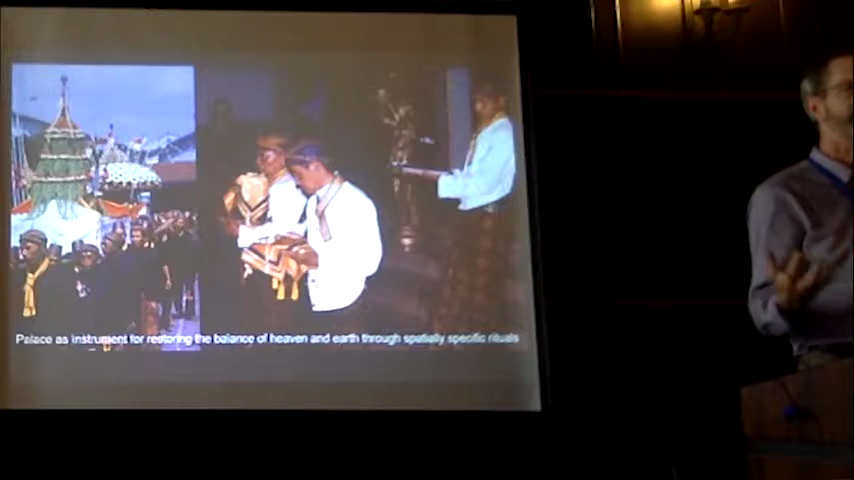 Palace as instrument for restoring the balance of heaven and earth through spatially specific rituals